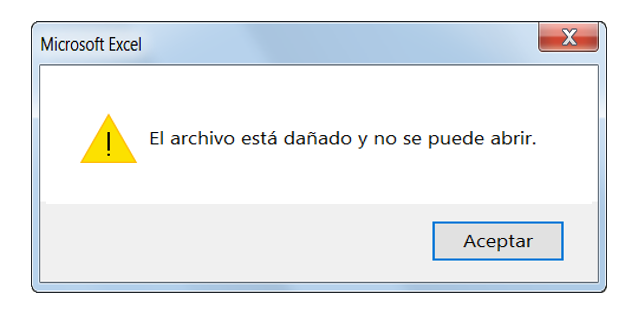 Microsoft Excel
X
El archivo está dañado y no se puede abrir.
Aceptar